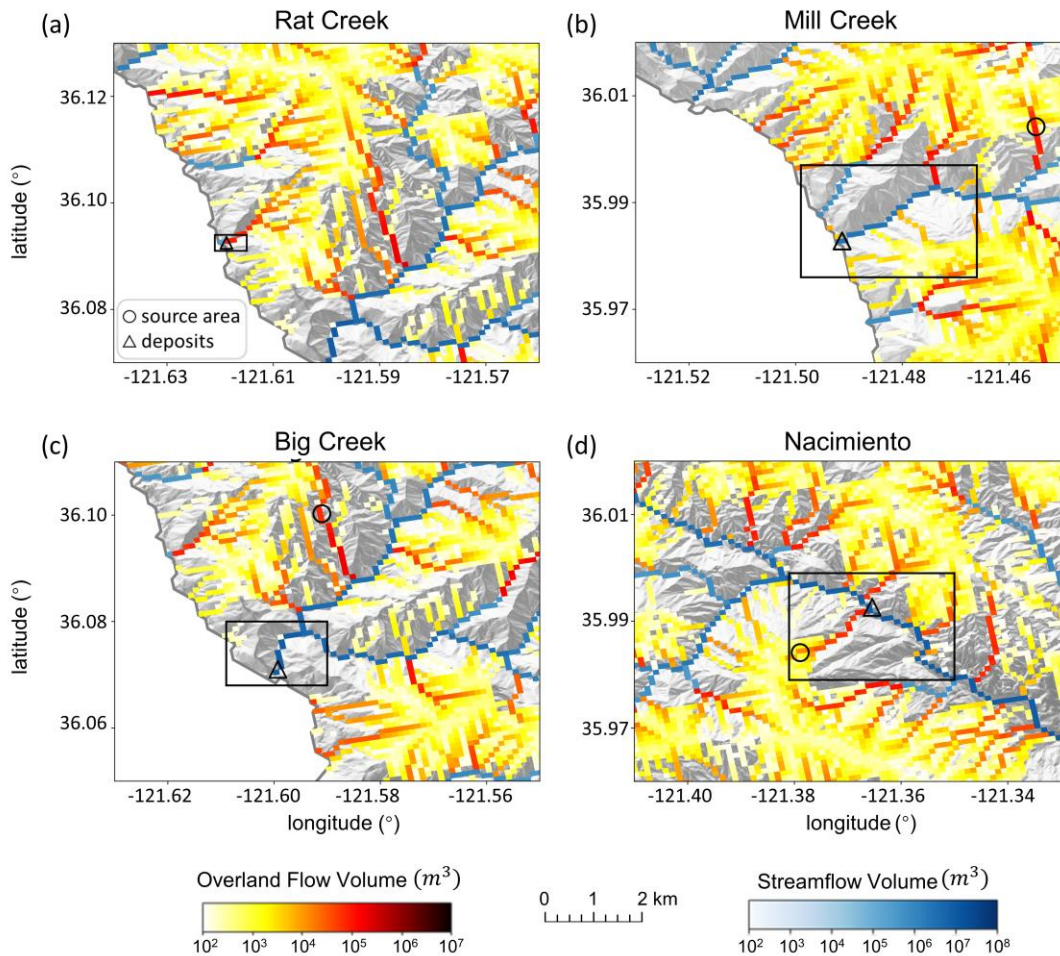 (a) Rat Creek
(b) Mill Creek
36.12
36.10
36.08
latitude (°)
○ source area
△ deposits
-121.63 -121.61 -121.59 -121.57
36.01
35.99
35.97
-121.52 -121.50 -121.48 -121.46
(c) Big Creek
(d) Nacimiento
36.10
36.08
36.06
latitude (°)
-121.62 -121.60 -121.58 -121.56
longitude (°)
36.01
35.99
35.97
-121.40 -121.38 -121.36 -121.34
longitude (°)
Overland Flow Volume (m³)
10² 10³ 10⁴ 10⁵ 10⁶ 10⁷
0 1 2 km
Streamflow Volume (m³)
10² 10³ 10⁴ 10⁵ 10⁶ 10⁷ 10⁸